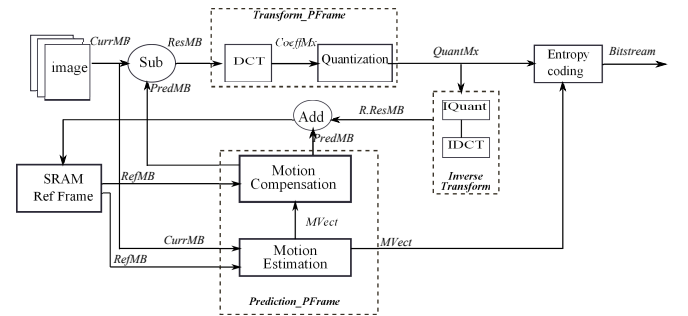 Transform_PFrame
CurrMB
ResMB
CoeffMx
QuantMx
Bitstream
image
Sub
DCT
Quantization
Entropy
coding
PredMB
R.ResMB
IQuant
Add
PredMB
IDCT
SRAM
Ref Frame
RefMB
Motion
Compensation
Inverse
Transform
MVect
CurrMB
Motion
Estimation
MVect
RefMB
Prediction_PFrame